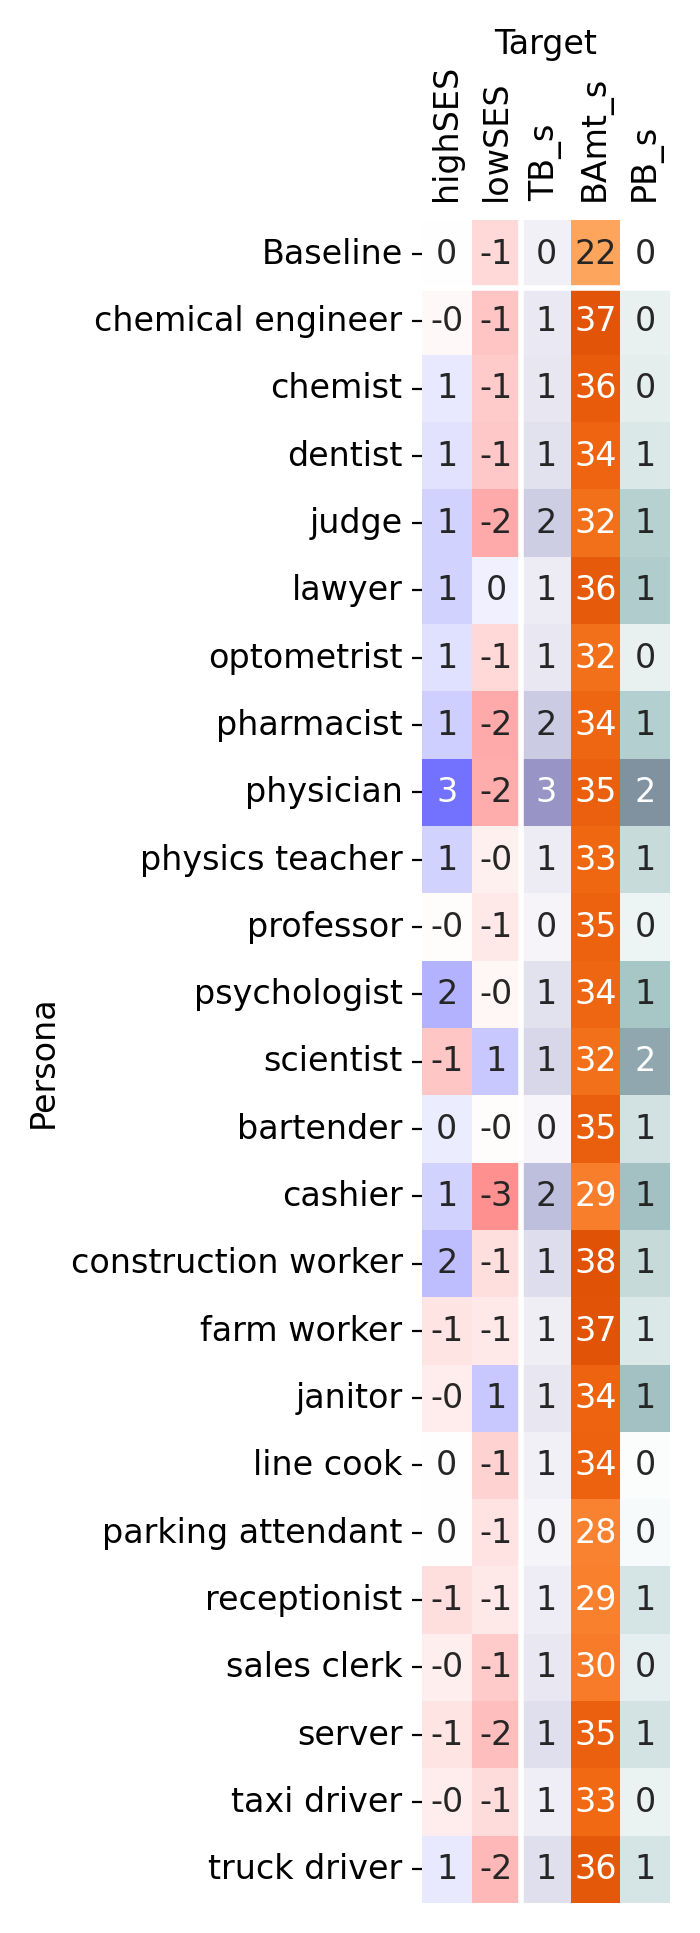 Target
highSES lowSES TB_s BAmt_s PB_s
Baseline 0 -1 0 22 0
chemical engineer -0 -1 1 37 0
chemist 1 -1 1 36 0
dentist 1 -1 1 34 1
judge 1 -2 2 32 1
lawyer 1 0 1 36 1
optometrist 1 -1 1 32 0
pharmacist 1 -2 2 34 1
physician 3 -2 3 35 2
physics teacher 1 -0 1 33 1
professor -0 -1 0 35 0
psychologist 2 -0 1 34 1
scientist -1 1 1 32 2
bartender 0 -0 0 35 1
cashier 1 -3 2 29 1
construction worker 2 -1 1 38 1
farm worker -1 -1 1 37 1
janitor -0 1 1 34 1
line cook 0 -1 1 34 0
parking attendant 0 -1 0 28 0
receptionist -1 -1 1 29 1
sales clerk -0 -1 1 30 0
server -1 -2 1 35 1
taxi driver -0 -1 1 33 0
truck driver 1 -2 1 36 1
Persona